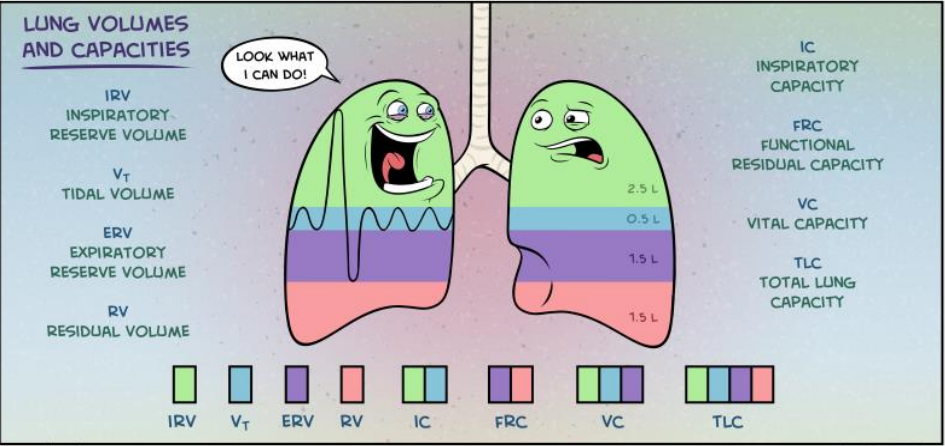 LUNG VOLUMES
AND CAPACITIES
IRV
INSPIRATORY
RESERVE VOLUME
VT
TIDAL VOLUME
ERV
EXPIRATORY
RESERVE VOLUME
RV
RESIDUAL VOLUME
LOOK WHAT
I CAN DO!
2.5 L
0.5 L
1.5 L
1.5 L
IC
INSPIRATORY
CAPACITY
FRC
FUNCTIONAL
RESIDUAL CAPACITY
VC
VITAL CAPACITY
TLC
TOTAL LUNG
CAPACITY
IRV VT ERV RV IC FRC VC TLC